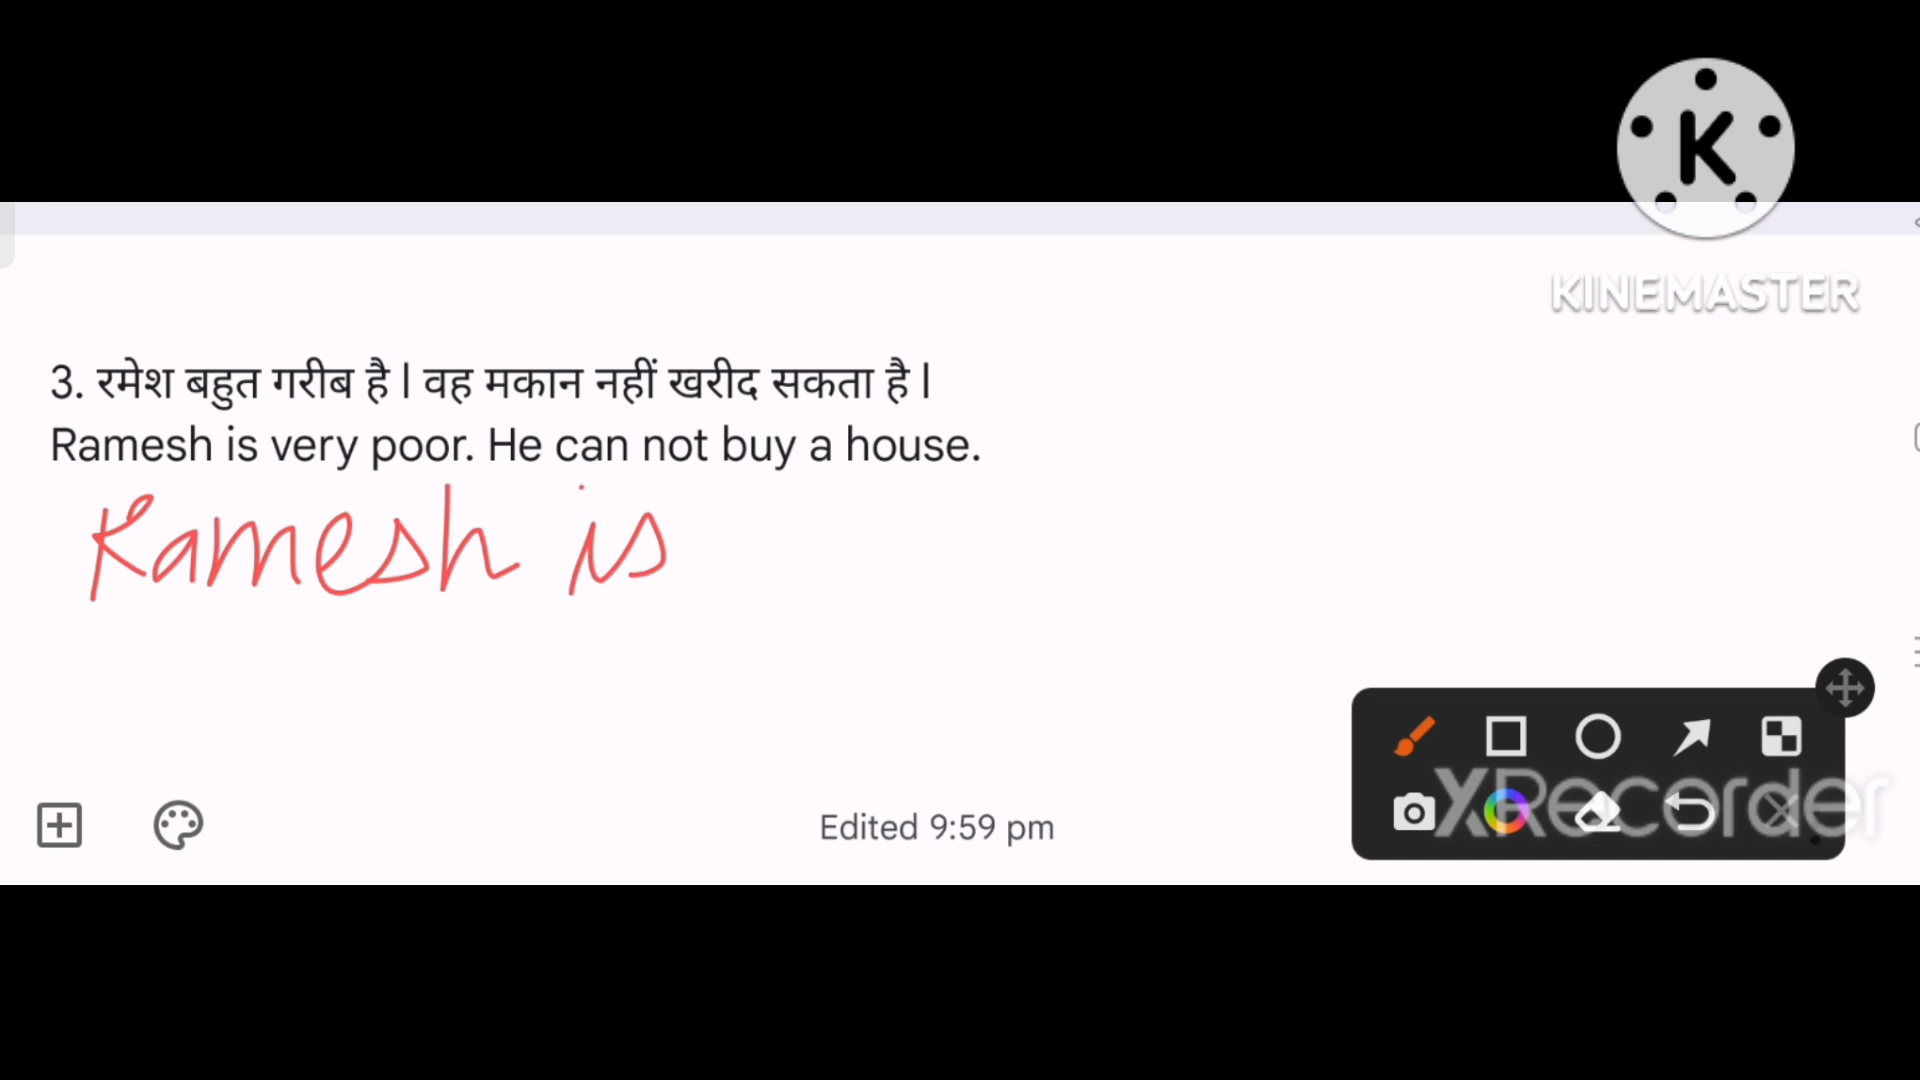 K
KINEMASTER
3. रमेश बहुत गरीब है l वह मकान नहीं खरीद सकता है l
Ramesh is very poor. He can not buy a house.
Ramesh is
XRecorder
Edited 9:59 pm